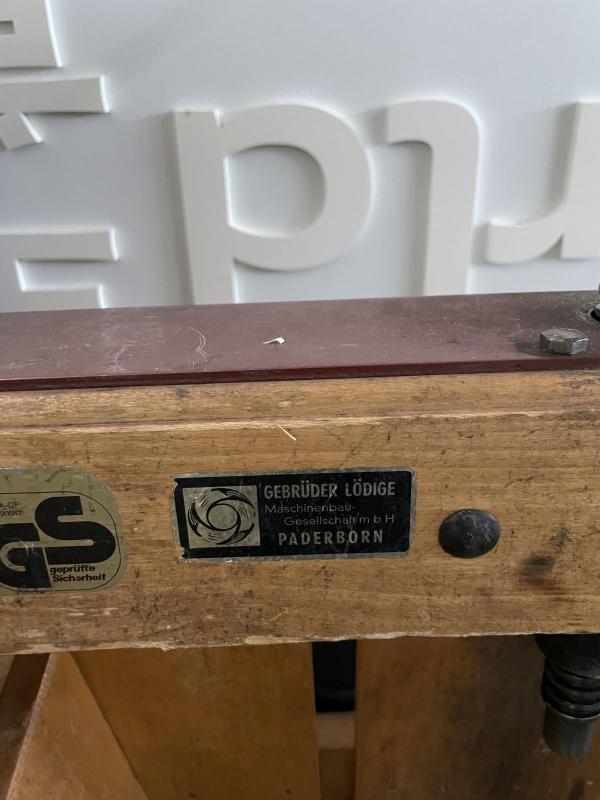 GS
geprüfte
Sicherheit
GEBRÜDER LÖDIGE
Maschinenbau-
Gesellschaft m b H
PADERBORN